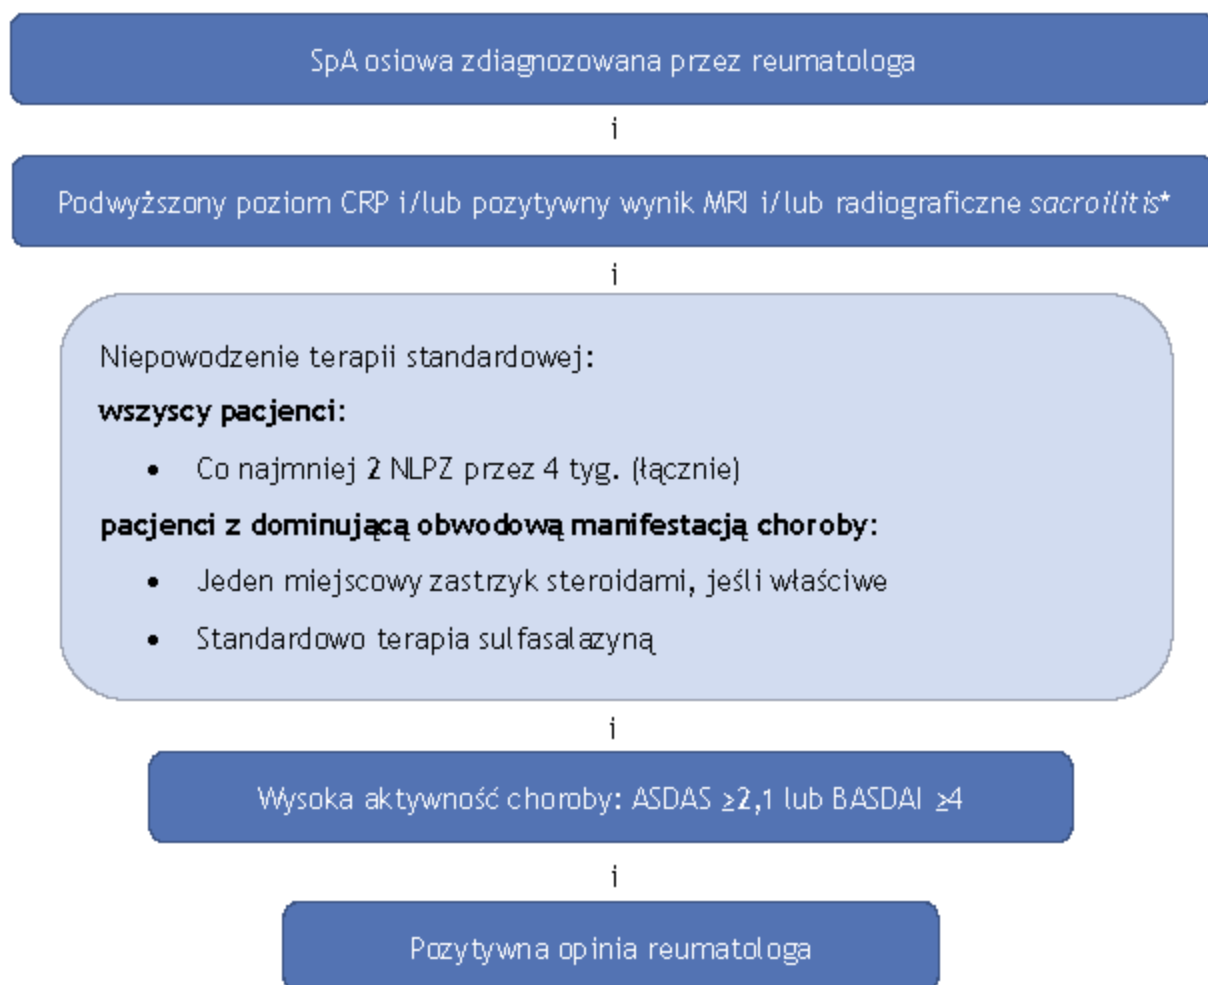 SpA osiowa zdiagnozowana przez reumatologa
i
Podwyższony poziom CRP i/lub pozytywny wynik MRI i/lub radiograficzne sacroilitis*
i
Niepowodzenie terapii standardowej:
wszyscy pacjenci:
• Co najmniej 2 NLPZ przez 4 tyg. (łącznie)
pacjenci z dominującą obwodową manifestacją choroby:
• Jeden miejscowy zastrzyk steroidami, jeśli właściwe
• Standardowo terapia sulfasalazyną
i
Wysoka aktywność choroby: ASDAS ≥2,1 lub BASDAI ≥4
i
Pozytywna opinia reumatologa